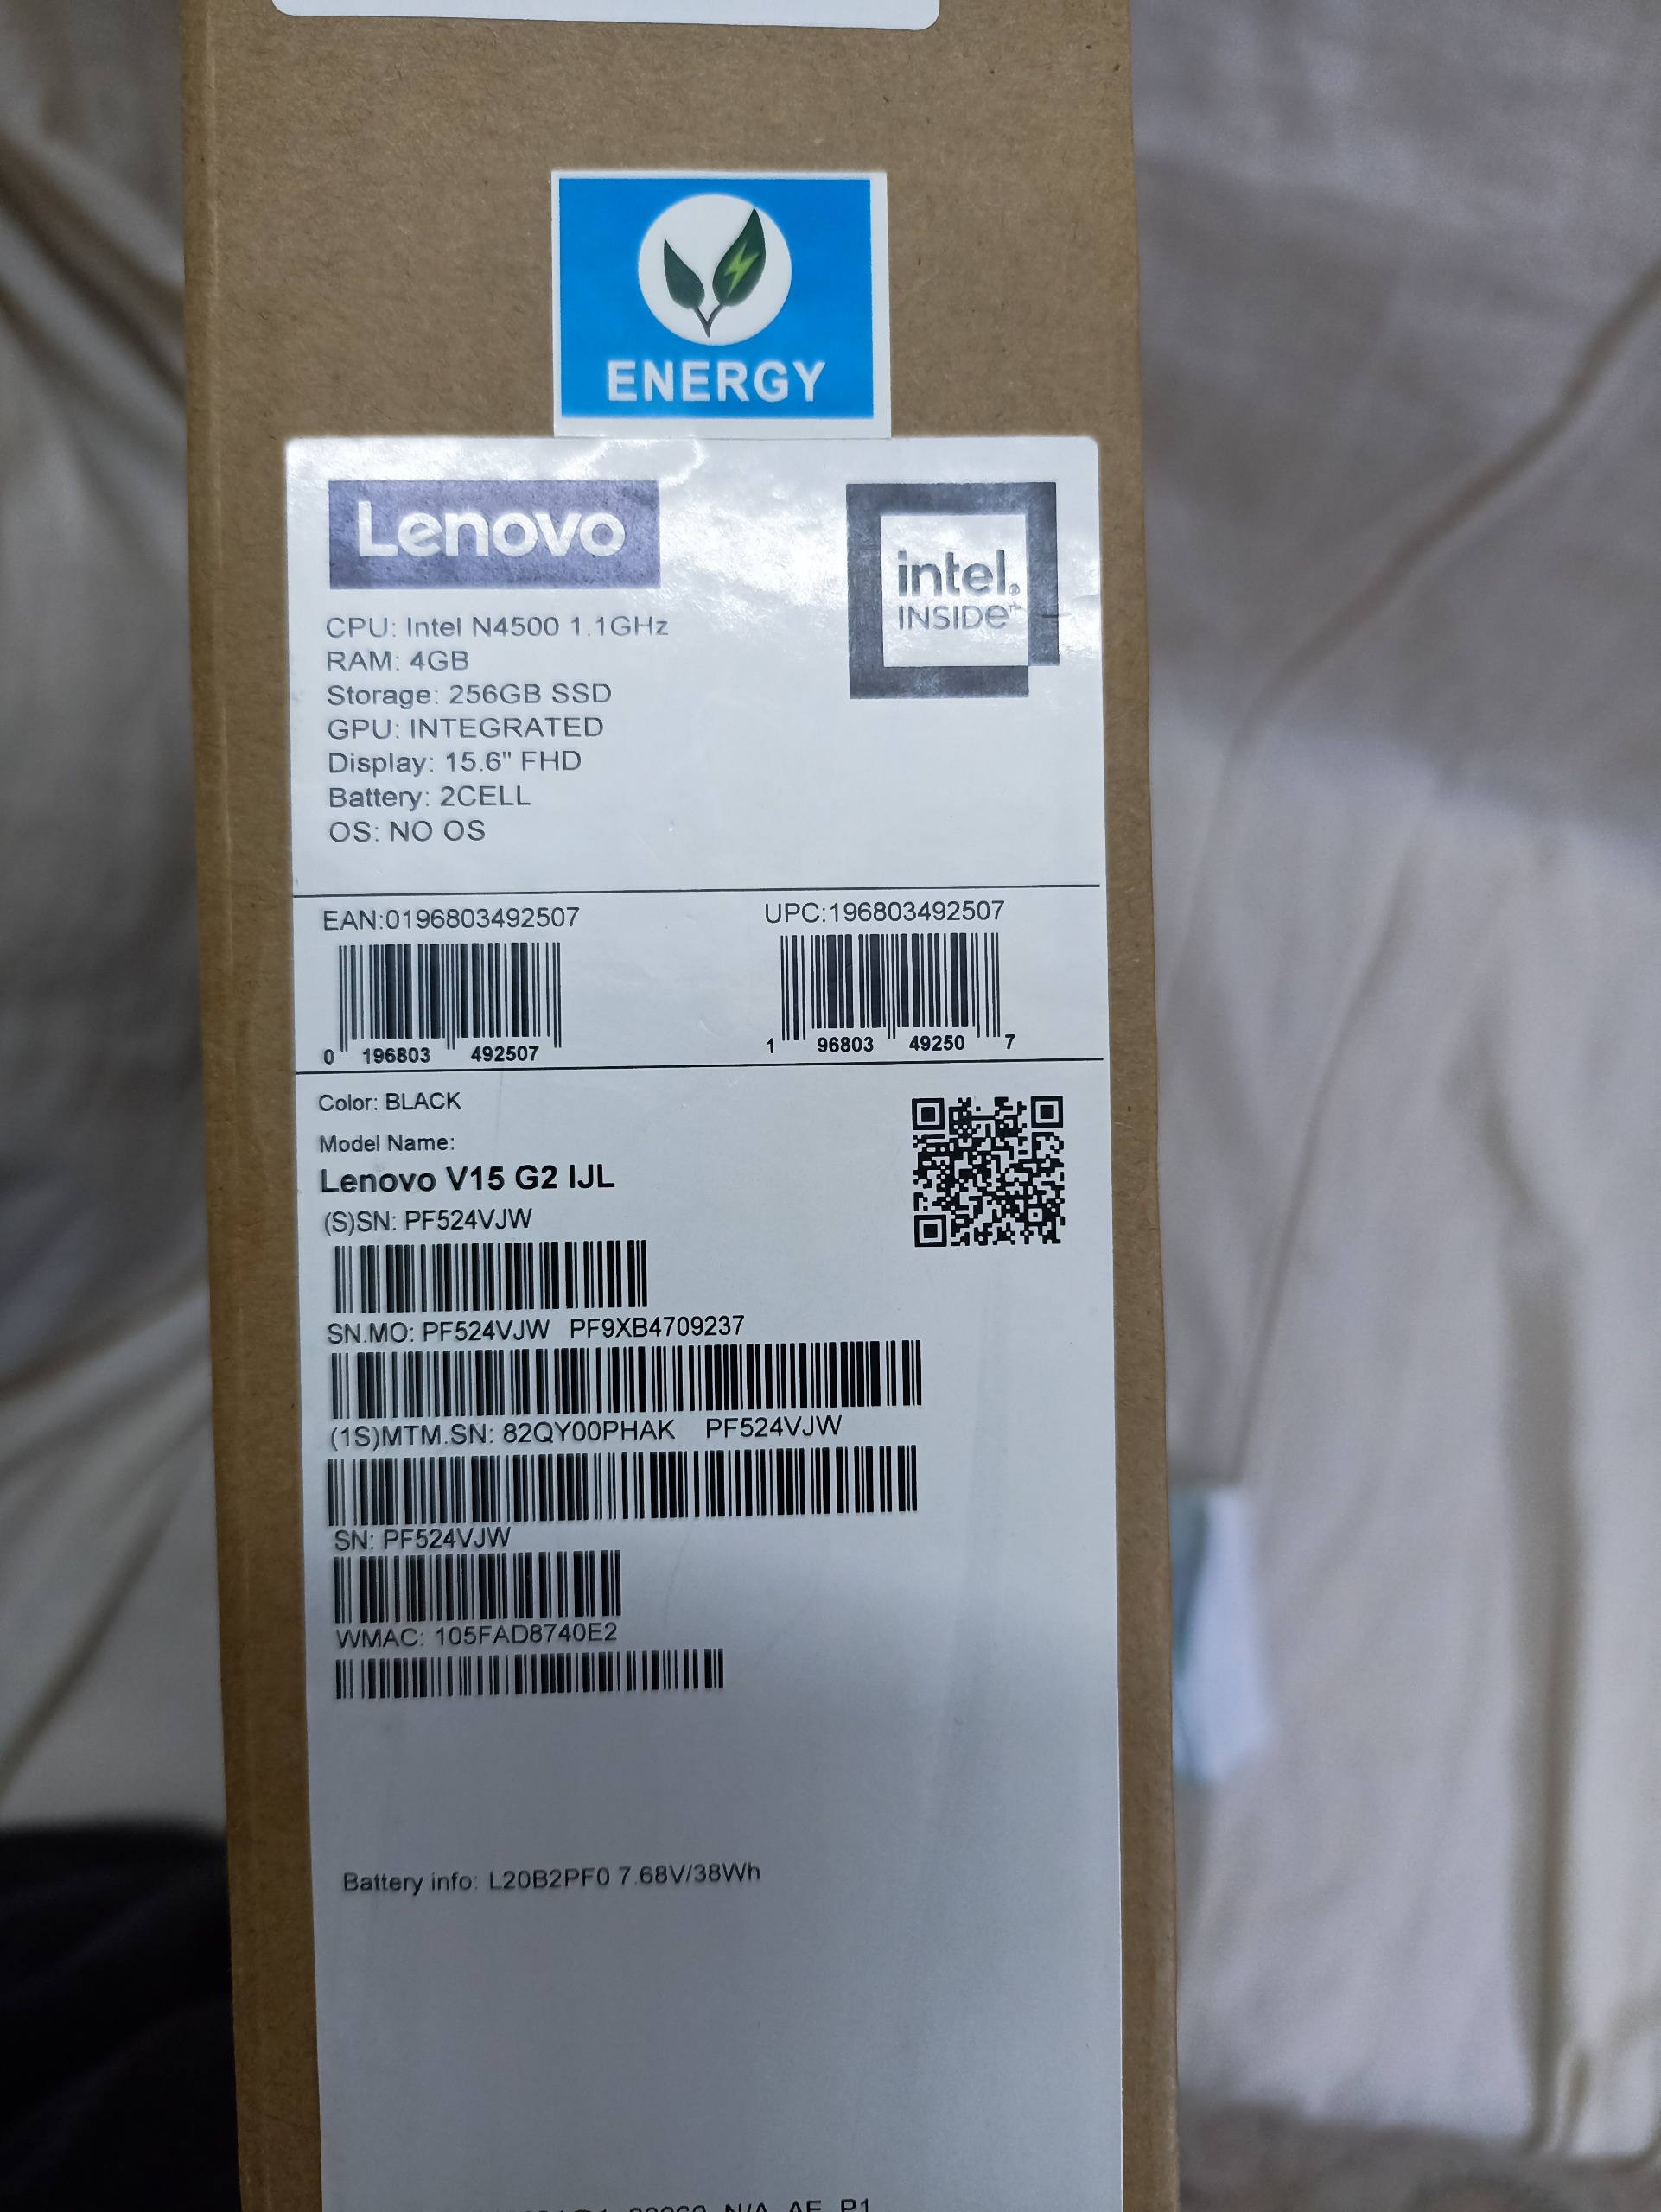 ENERGY
Lenovo
intel®
INSIDE™
CPU: Intel N4500 1.1GHz
RAM: 4GB
Storage: 256GB SSD
GPU: INTEGRATED
Display: 15.6" FHD
Battery: 2CELL
OS: NO OS
EAN:0196803492507
UPC:196803492507
0 196803 492507
1 96803 49250 7
Color: BLACK
Model Name:
Lenovo V15 G2 IJL
(S)SN: PF524VJW
SN.MO: PF524VJW PF9XB4709237
(1S)MTM.SN: 82QY00PHAK PF524VJW
SN: PF524VJW
WMAC: 105FAD8740E2
Battery info: L20B2PF0 7.68V/38Wh
N/A AE P1